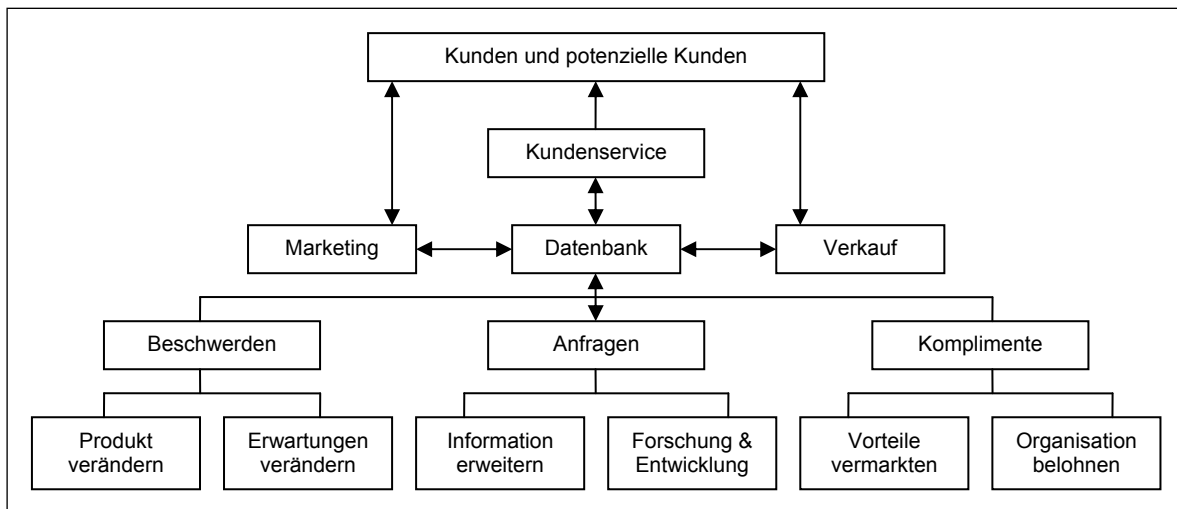 Kunden und potenzielle Kunden
Kundenservice
Marketing
Datenbank
Verkauf
Beschwerden
Anfragen
Komplimente
Produkt
verändern
Erwartungen
verändern
Information
erweitern
Forschung &
Entwicklung
Vorteile
vermarkten
Organisation
belohnen